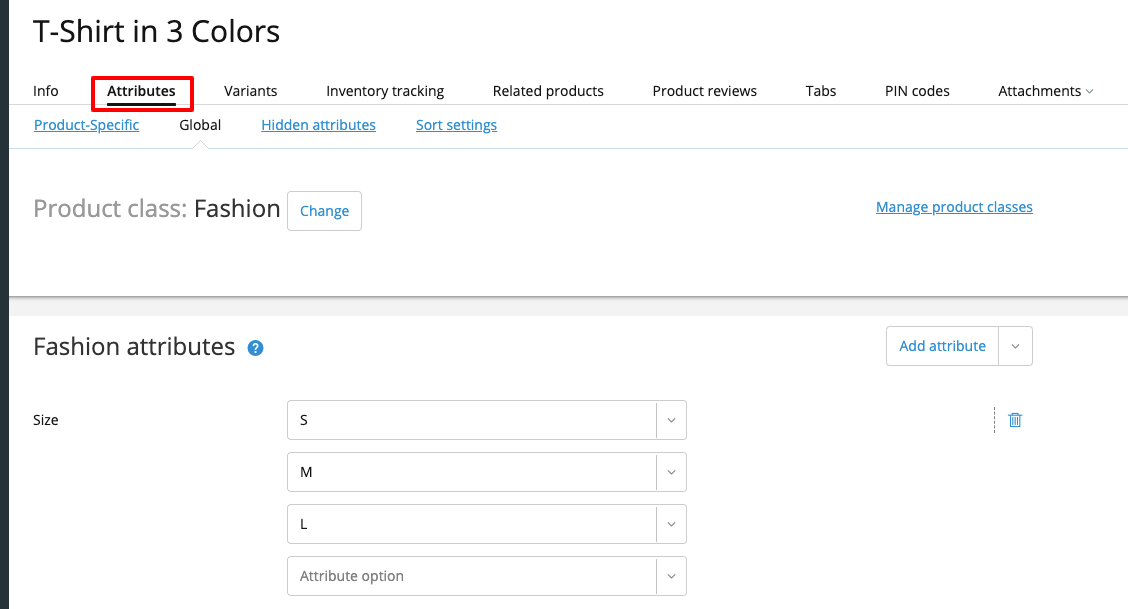 T-Shirt in 3 Colors
Info Attributes Variants Inventory tracking Related products Product reviews Tabs PIN codes Attachments
Product-Specific Global Hidden attributes Sort settings
Product class: Fashion Change Manage product classes
Fashion attributes ? Add attribute
Size S
M
L
Attribute option